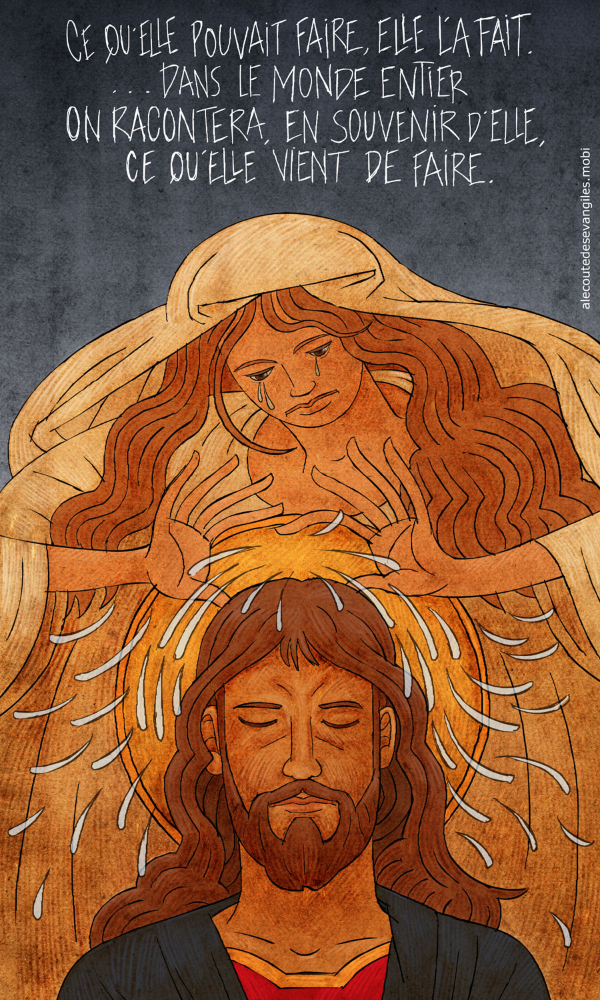 CE QU'ELLE POUVAIT FAIRE, ELLE L'A FAIT.
... DANS LE MONDE ENTIER
ON RACONTERA, EN SOUVENIR D'ELLE,
CE QU'ELLE VIENT DE FAIRE.
alecoutedesevangiles.mobi